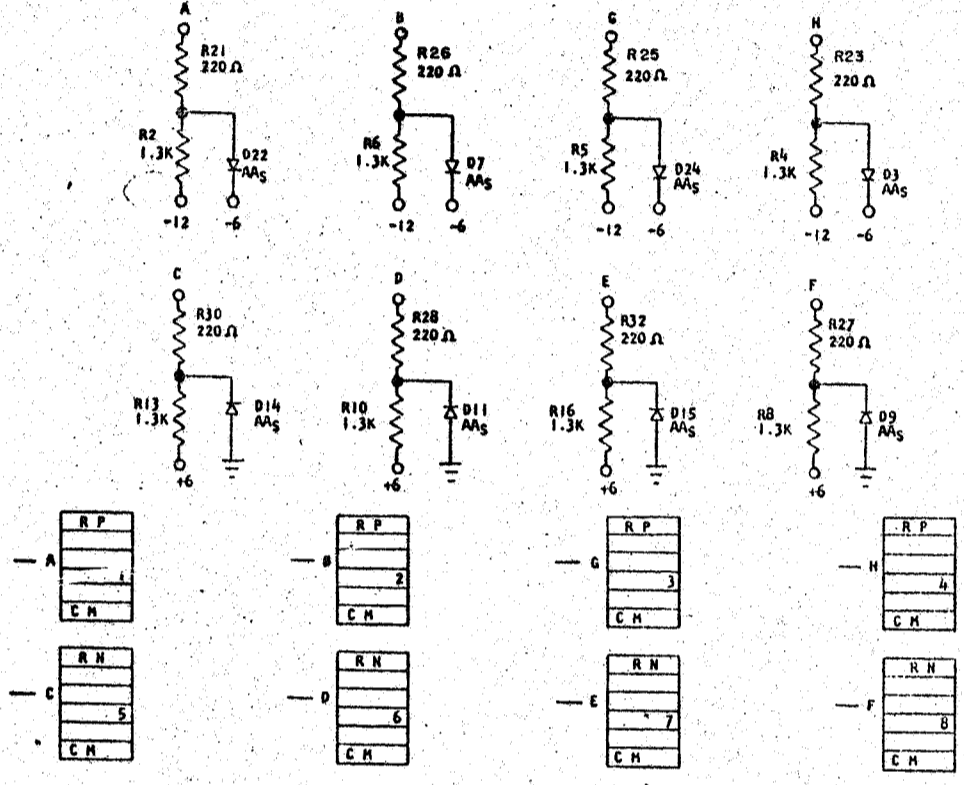 A
R21
220 Ω
R2
1.3K
D22
AAS
-12
-6
B
R26
220 Ω
R6
1.3K
D7
AAS
-12
-6
G
R25
220 Ω
R5
1.3K
D24
AAS
-12
-6
H
R23
220 Ω
R4
1.3K
D3
AAS
-12
-6
C
R30
220 Ω
R13
1.3K
D14
AAS
+6
D
R28
220 Ω
R10
1.3K
D11
AAS
+6
E
R32
220 Ω
R16
1.3K
D15
AAS
+6
F
R27
220 Ω
R8
1.3K
D9
AAS
+6
A
R P
1
C M
B
R P
2
C M
G
R P
3
C M
H
R P
4
C M
C
R N
5
C M
D
R N
6
C M
E
R N
7
C M
F
R N
8
C M